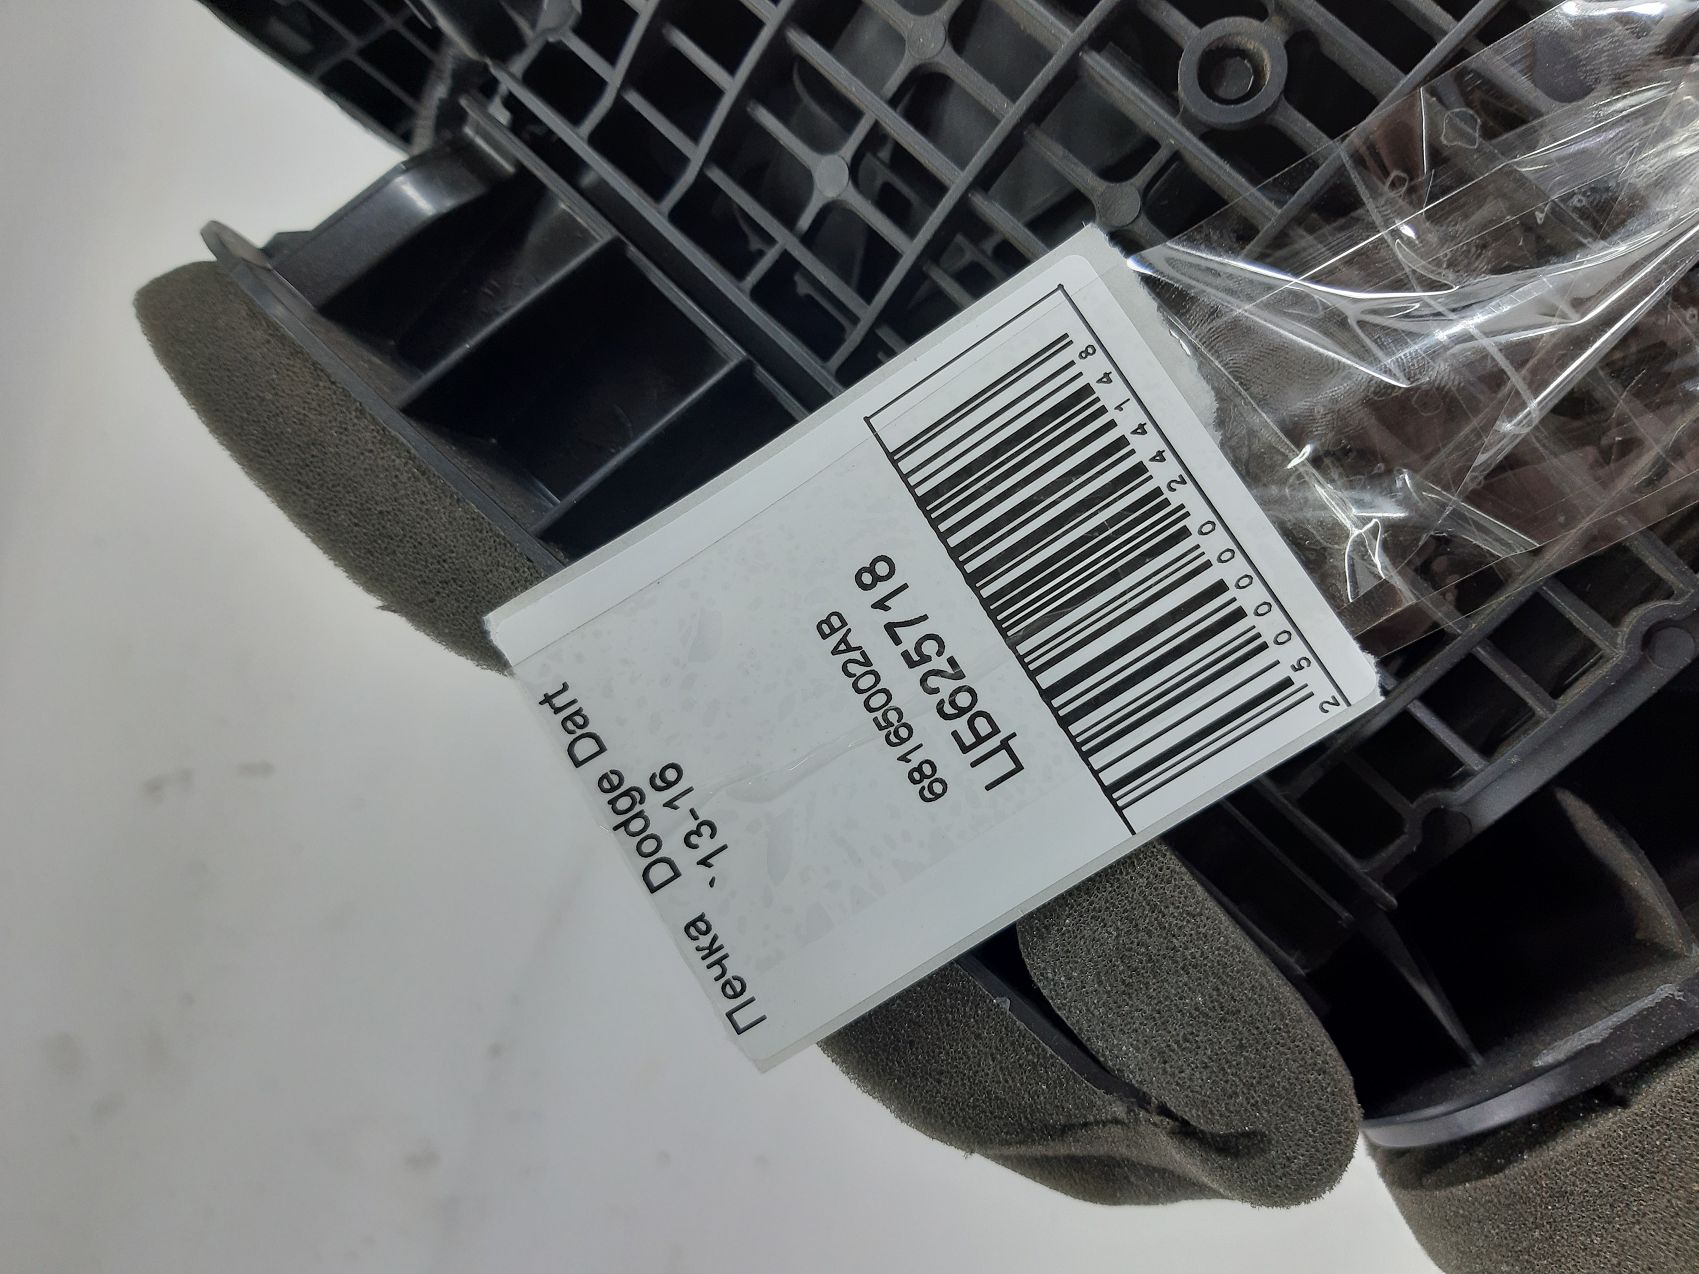 Печка Dodge Dart
`13-16
68165002AB
ЦБ625718
2500000244148